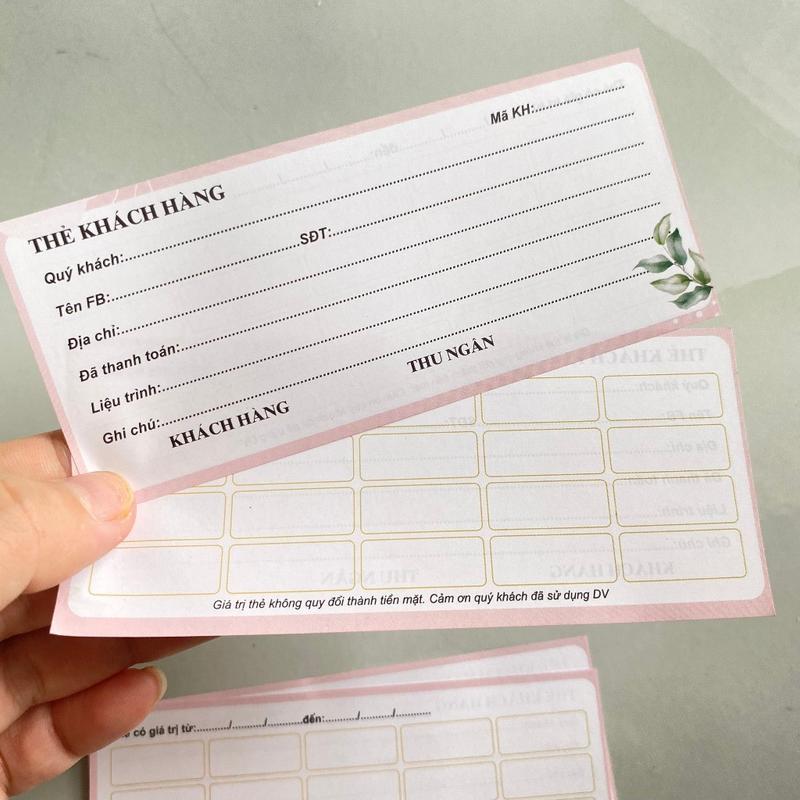 Mã KH:
THẺ KHÁCH HÀNG
Quý khách:
Tên FB: SĐT:
Địa chỉ:
Đã thanh toán:
Liệu trình:
Ghi chú:
KHÁCH HÀNG THU NGÂN
Giá trị thẻ không quy đổi thành tiền mặt. Cảm ơn quý khách đã sử dụng DV
có giá trị từ:......../......../........đến:......../......../........